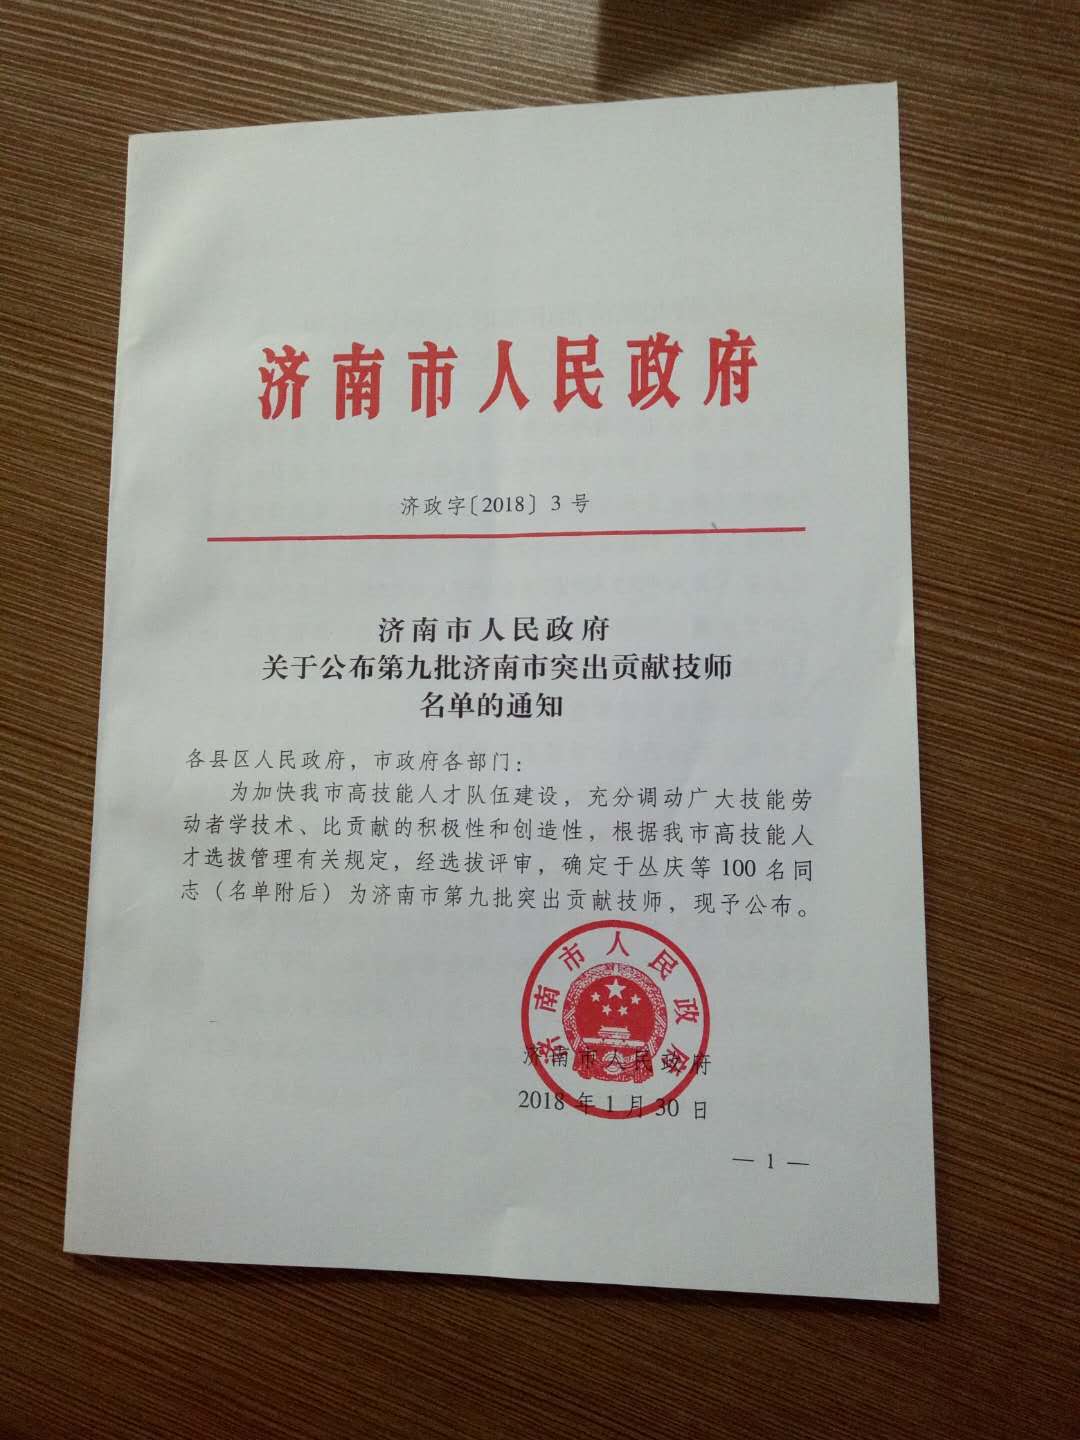 济南市人民政府
济政字〔2018〕3号
济南市人民政府
关于公布第九批济南市突出贡献技师
名单的通知
各县区人民政府，市政府各部门：
为加快我市高技能人才队伍建设，充分调动广大技能劳
动者学技术、比贡献的积极性和创造性，根据我市高技能人
才选拔管理有关规定，经选拔评审，确定于丛庆等100名同
志（名单附后）为济南市第九批突出贡献技师，现予公布。
济南市人民政府
济南市人民政府
2018年1月30日
— 1 —